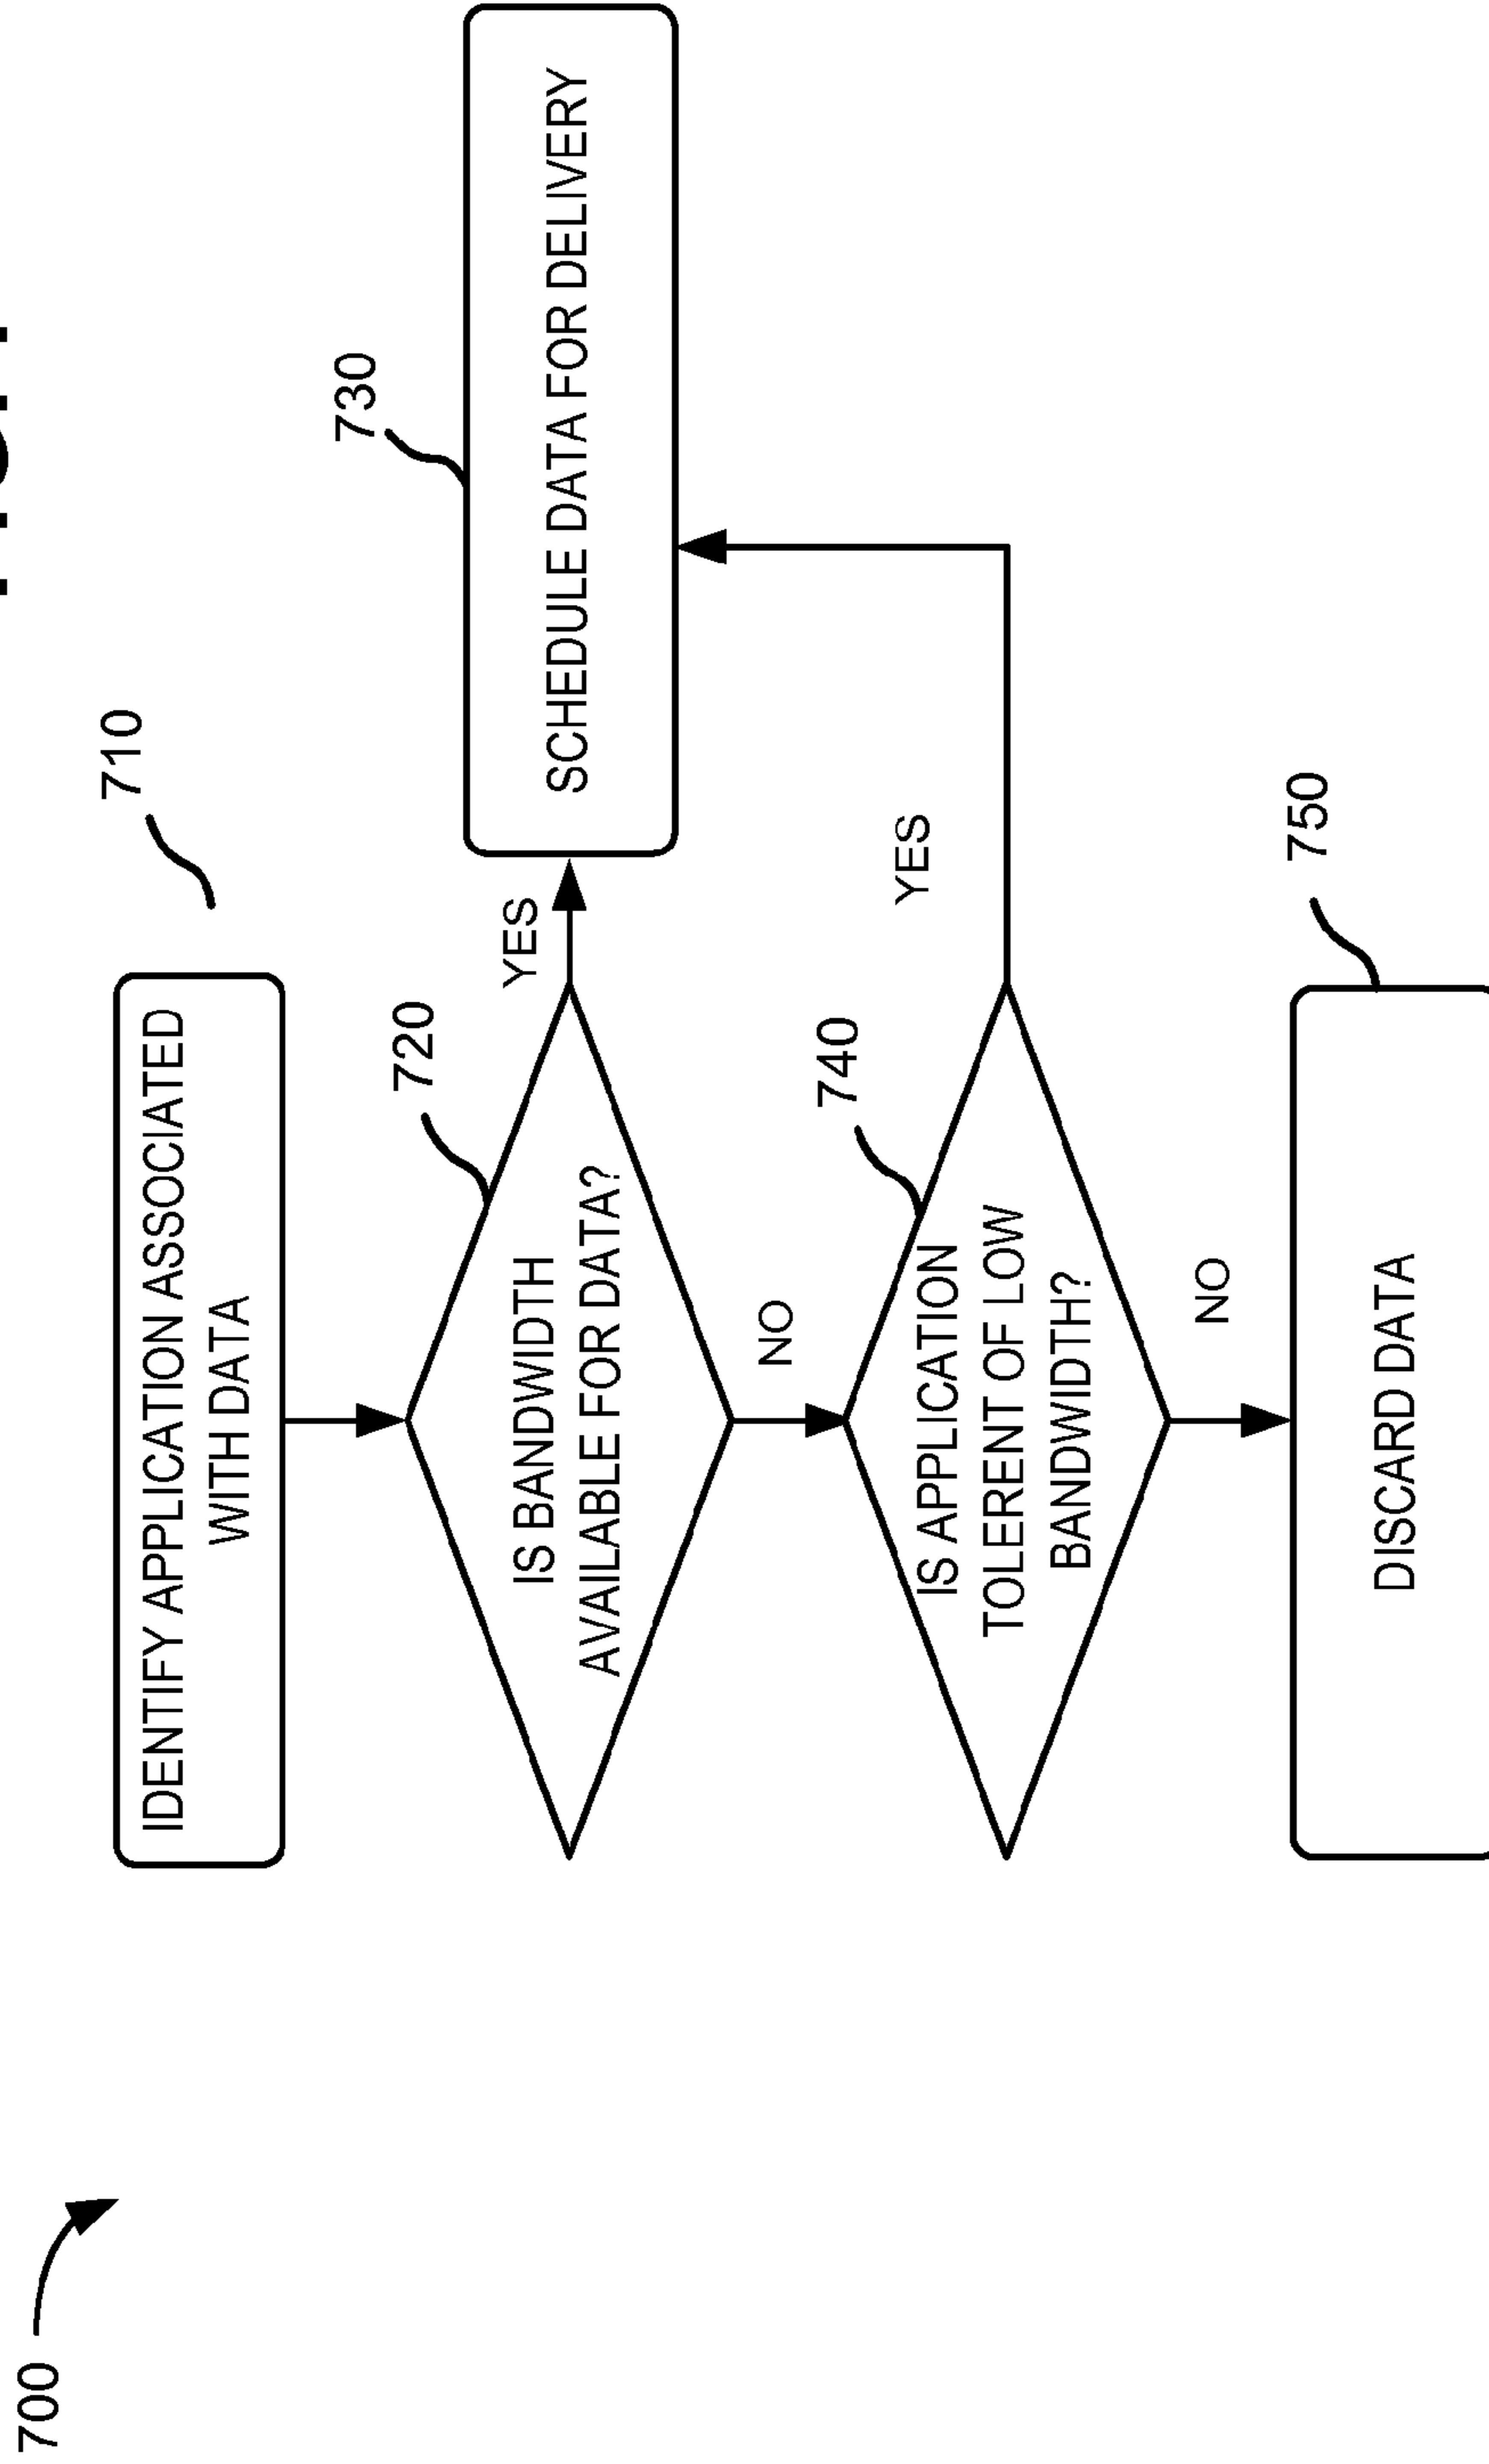 700
710
IDENTIFY APPLICATION ASSOCIATED
WITH DATA
720
IS BANDWIDTH
AVAILABLE FOR DATA?
YES
730
SCHEDULE DATA FOR DELIVERY
NO
740
IS APPLICATION
TOLERENT OF LOW
BANDWIDTH?
YES
NO
750
DISCARD DATA